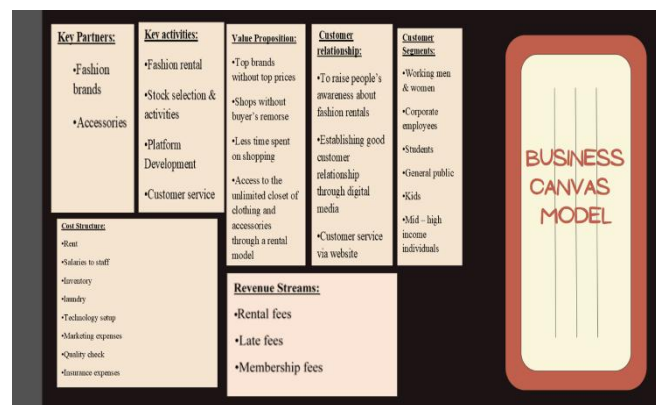 Key Partners:
•Fashion
brands
•Accessories
Key activities:
•Fashion rental
•Stock selection &
activities
•Platform
Development
•Customer service
Value Proposition:
•Top brands
without top prices
•Shops without
buyer's remorse
•Less time spent
on shopping
•Access to the
unlimited closet of
clothing and
accessories
through a rental
model
Customer
relationship:
•To raise people's
awareness about
fashion rentals
•Establishing good
customer
relationship
through digital
media
•Customer service
via website
Customer
Segments:
•Working men
& women
•Corporate
employees
•Students
•General public
•Kids
•Mid – high
income
individuals
Cost Structure:
•Rent
•Salaries to staff
•Inventory
•laundry
•Technology setup
•Marketing expenses
•Quality check
•Insurance expenses
Revenue Streams:
•Rental fees
•Late fees
•Membership fees
BUSINESS
CANVAS
MODEL